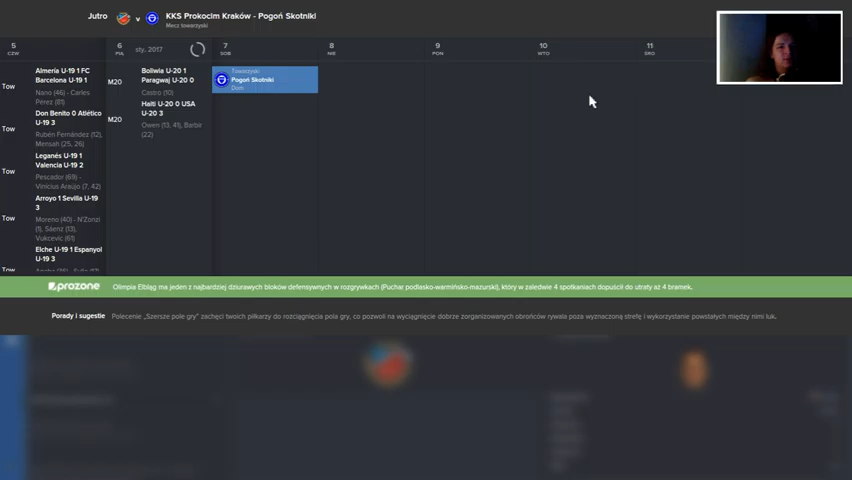 Jutro v KKS Prokocim Kraków - Pogoń Skotniki
Mecz towarzyski
5
CZW
6
PIĄ
sty, 2017
7
SOB
8
NIE
9
PON
10
WTO
11
ŚRO
Tow
Almería U-19 1 FC
Barcelona U-19 1
Nano (46) - Carles
Pérez (81)
Tow
Don Benito 0 Atlético
U-19 3
Rubén Fernández (12),
Mensah (25, 26)
Tow
Leganés U-19 1
Valencia U-19 2
Pescador (69) -
Vinícius Araújo (7, 42)
Tow
Arroyo 1 Sevilla U-19
3
Moreno (40) - N'Zonzi
(1), Sáenz (13),
Vukcevic (61)
Tow
Elche U-19 1 Espanyol
U-19 3
M20
Boliwia U-20 1
Paragwaj U-20 0
Castro (10)
M20
Haiti U-20 0 USA
U-20 3
Owen (13, 41), Barbir
(22)
Towarzyski
Pogoń Skotniki
Dom
prozone
Olimpia Elbląg ma jeden z najbardziej dziurawych bloków defensywnych w rozgrywkach (Puchar podlasko-warmińsko-mazurski), który w zaledwie 4 spotkaniach dopuścił do utraty aż 4 bramek.
Porady i sugestie
Polecenie „Szersze pole gry” zachęci twoich piłkarzy do rozciągnięcia pola gry, co pozwoli na wyciągnięcie dobrze zorganizowanych obrońców rywala poza wyznaczoną strefę i wykorzystanie powstałych między nimi luk.